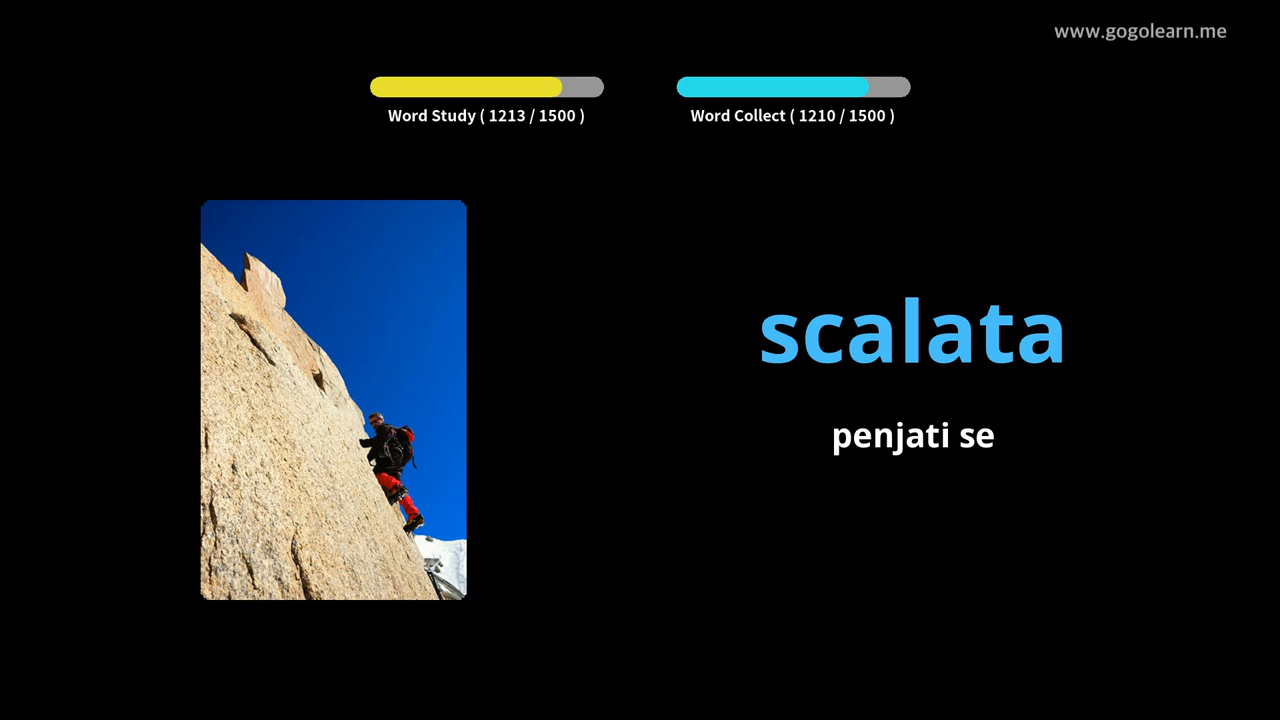 www.gogolearn.me
Word Study ( 1213 / 1500 )
Word Collect ( 1210 / 1500 )
scalata
penjati se